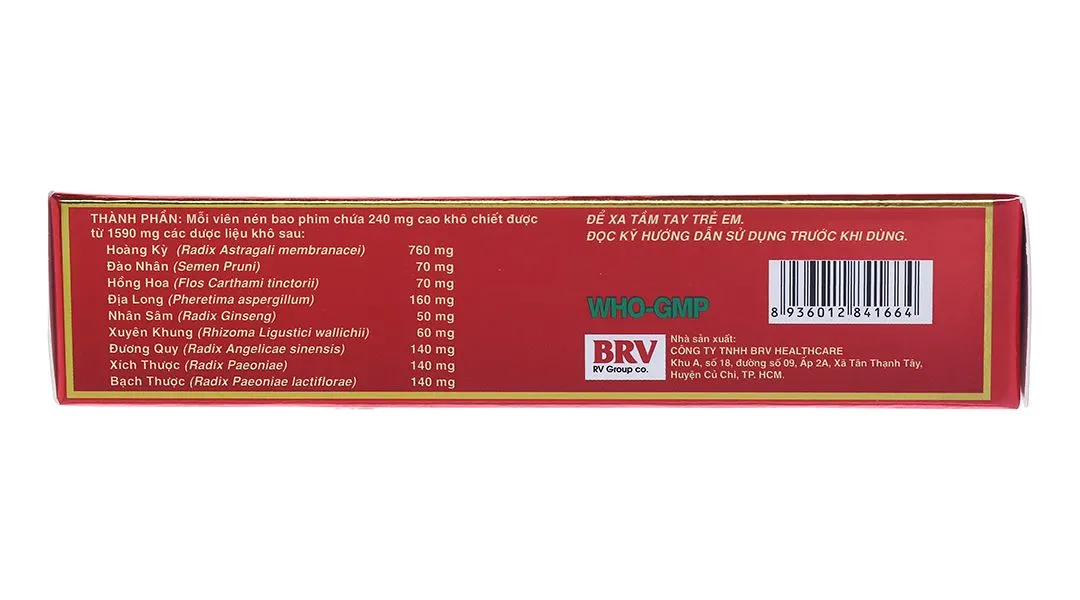 THÀNH PHẦN: Mỗi viên nén bao phim chứa 240 mg cao khô chiết được
từ 1590 mg các dược liệu khô sau:
Hoàng Kỳ (Radix Astragali membranacei) 760 mg
Đào Nhân (Semen Pruni) 70 mg
Hồng Hoa (Flos Carthami tinctorii) 70 mg
Địa Long (Pheretima aspergillum) 160 mg
Nhân Sâm (Radix Ginseng) 50 mg
Xuyên Khung (Rhizoma Ligustici wallichii) 60 mg
Đương Quy (Radix Angelicae sinensis) 140 mg
Xích Thược (Radix Paeoniae) 140 mg
Bạch Thược (Radix Paeoniae lactiflorae) 140 mg
ĐỂ XA TẦM TAY TRẺ EM.
ĐỌC KỸ HƯỚNG DẪN SỬ DỤNG TRƯỚC KHI DÙNG.
WHO-GMP
8 936012 841664
BRV
RV Group co.
Nhà sản xuất:
CÔNG TY TNHH BRV HEALTHCARE
Khu A, số 18, đường số 09, Ấp 2A, Xã Tân Thạnh Tây,
Huyện Củ Chi, TP. HCM.